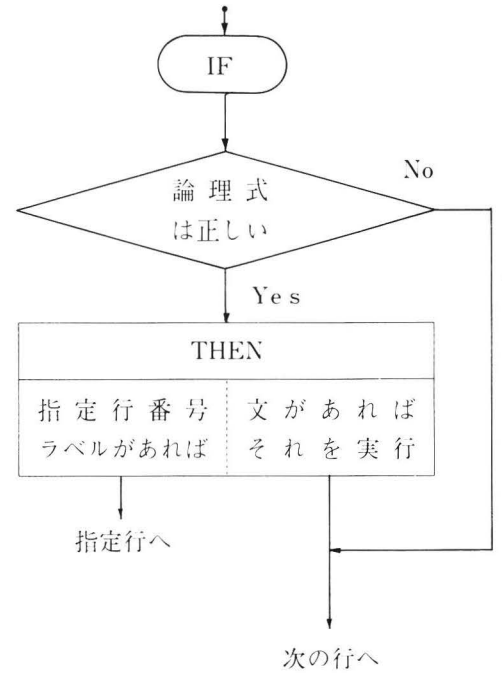 IF
論理式
は正しい
No
Yes
THEN
指定行番号
ラベルがあれば
文があれば
それを実行
指定行へ
次の行へ